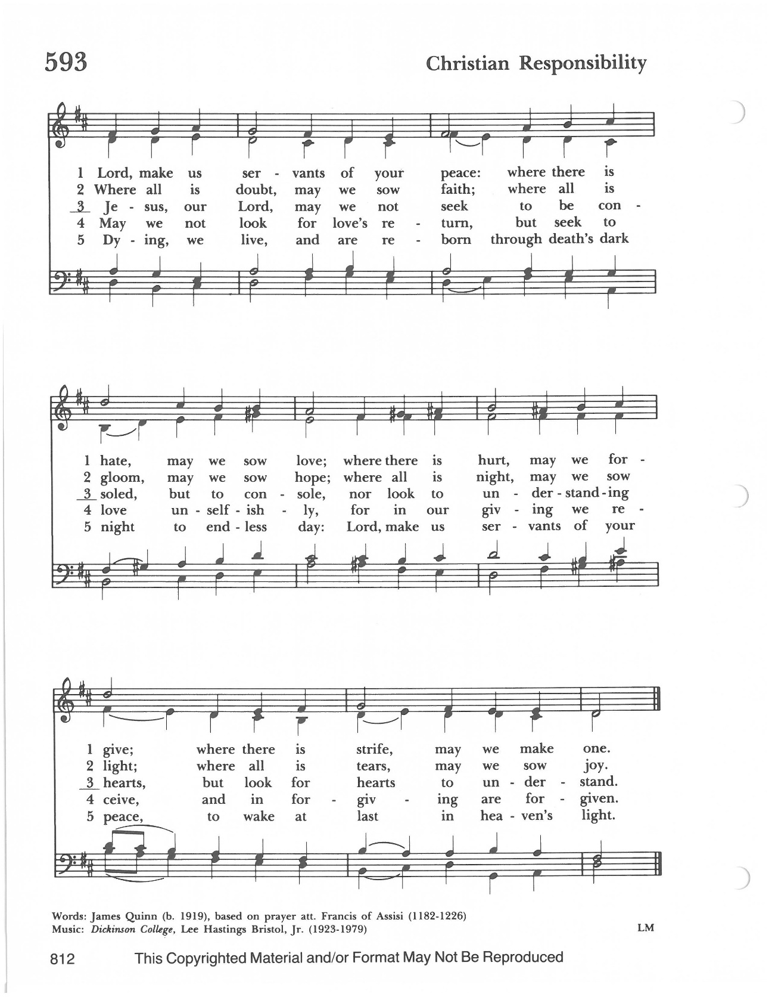 593
Christian Responsibility
1 Lord, make us ser - vants of your peace: where there is
2 Where all is doubt, may we sow faith; where all is
3 Je - sus, our Lord, may we not seek to be con -
4 May we not look for love's re - turn, but seek to
5 Dy - ing, we live, and are re - born through death's dark
1 hate, may we sow love; where there is hurt, may we for -
2 gloom, may we sow hope; where all is night, may we sow
3 soled, but to con - sole, nor look to un - der - stand - ing
4 love un - self - ish - ly, for in our giv - ing we re -
5 night to end - less day: Lord, make us ser - vants of your
1 give; where there is strife, may we make one.
2 light; where all is tears, may we sow joy.
3 hearts, but look for hearts to un - der - stand.
4 ceive, and in for - giv - ing are for - given.
5 peace, to wake at last in hea - ven's light.
Words: James Quinn (b. 1919), based on prayer att. Francis of Assisi (1182-1226)
Music: Dickinson College, Lee Hastings Bristol, Jr. (1923-1979)
LM
812
This Copyrighted Material and/or Format May Not Be Reproduced